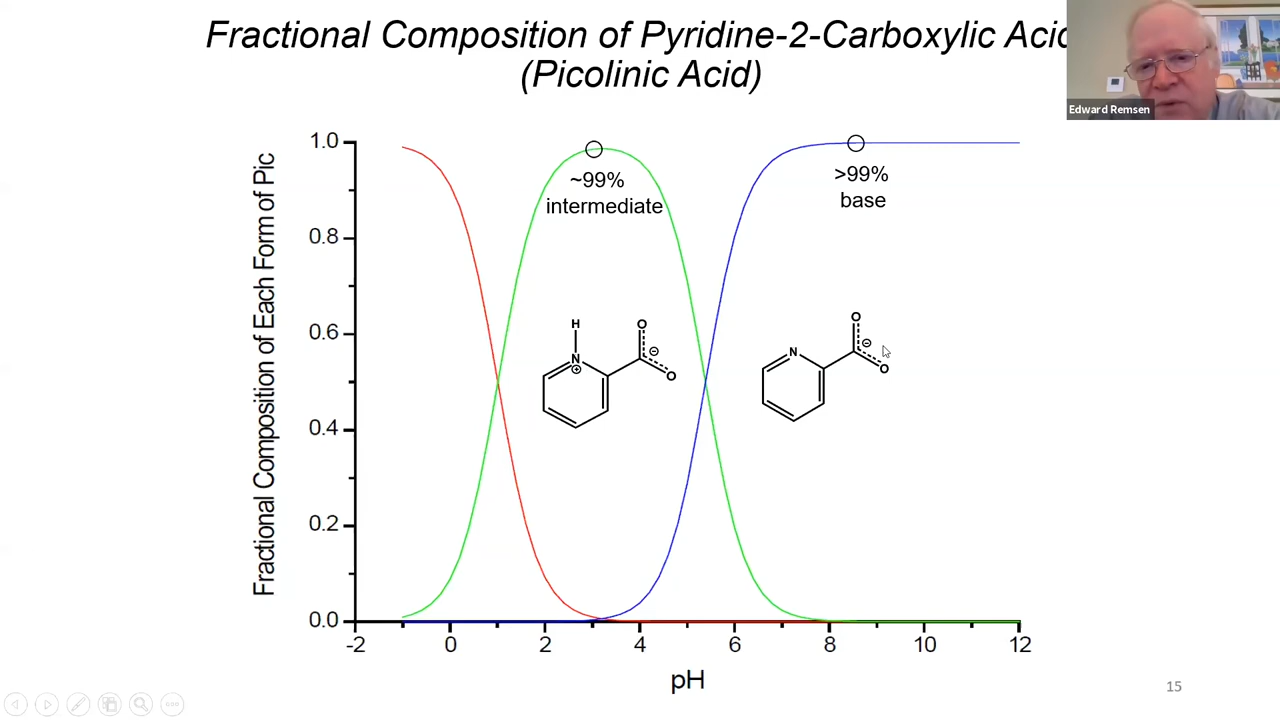 Fractional Composition of Pyridine-2-Carboxylic Acid
(Picolinic Acid)
Edward Remsen
Fractional Composition of Each Form of Pic
1.0
0.8
0.6
0.4
0.2
0.0
~99%
intermediate
>99%
base
H
N
⊕
O
⊖
O
N
O
⊖
O
-2
0
2
4
6
8
10
12
pH
15